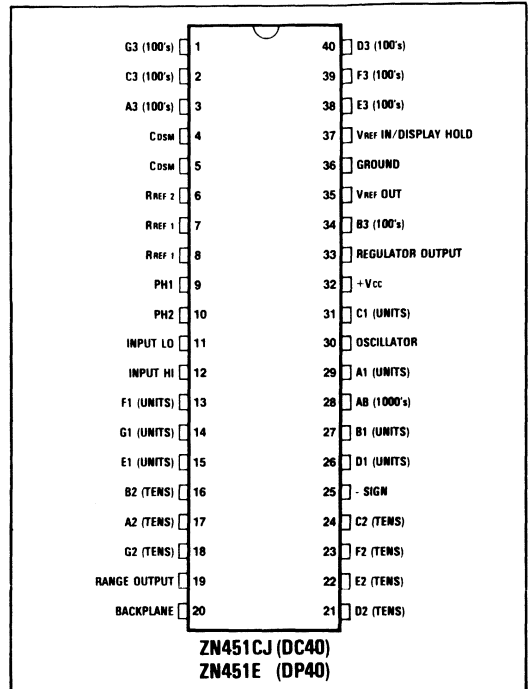 G3 (100's) 1 40 D3 (100's)
C3 (100's) 2 39 F3 (100's)
A3 (100's) 3 38 E3 (100's)
CDSM 4 37 VREF IN/DISPLAY HOLD
CDSM 5 36 GROUND
RREF 2 6 35 VREF OUT
RREF 1 7 34 B3 (100's)
RREF 1 8 33 REGULATOR OUTPUT
PH1 9 32 +VCC
PH2 10 31 C1 (UNITS)
INPUT LO 11 30 OSCILLATOR
INPUT HI 12 29 A1 (UNITS)
F1 (UNITS) 13 28 AB (1000's)
G1 (UNITS) 14 27 B1 (UNITS)
E1 (UNITS) 15 26 D1 (UNITS)
B2 (TENS) 16 25 - SIGN
A2 (TENS) 17 24 C2 (TENS)
G2 (TENS) 18 23 F2 (TENS)
RANGE OUTPUT 19 22 E2 (TENS)
BACKPLANE 20 21 D2 (TENS)
ZN451CJ (DC40)
ZN451E (DP40)